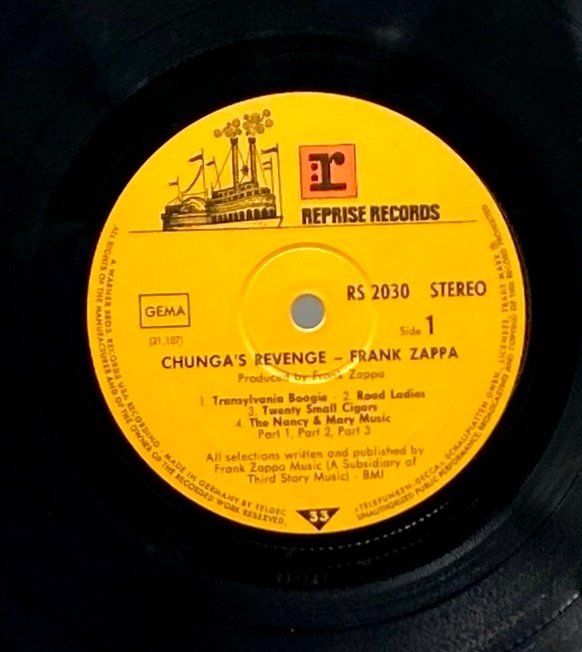 r
REPRISE RECORDS
RS 2030 STEREO
GEMA
Side 1
(31,187)
CHUNGA'S REVENGE – FRANK ZAPPA
Produced by Frank Zappa
1. Transylvania Boogie - 2. Road Ladies
3. Twenty Small Cigars
4. The Nancy & Mary Music
Part 1, Part 2, Part 3
All selections written and published by
Frank Zappa Music (A Subsidiary of
Third Story Music) - BMI
33
A WARNER BROS. RECORDS USA RECORDING · MADE IN GERMANY BY TELDEC
»TELEFUNKEN-DECCA« SCHALLPLATTEN GMBH, LICENSEE, TRADE MARK
ALL RIGHTS OF THE MANUFACTURER AND OF THE OWNER OF THE RECORDED WORK RESERVED,
UNAUTHORIZED PUBLIC PERFORMANCE, BROADCASTING AND COPYING OF THIS RECORD PROHIBITED